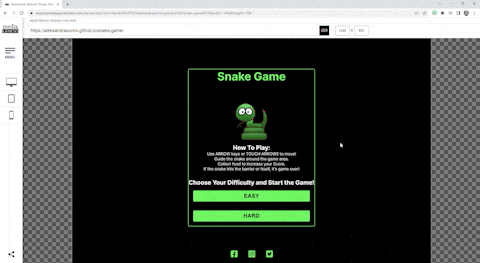 https://aleksandrasurou.github.io/snake-game/
GO
MENU
Snake Game
How To Play:
Use ARROW keys or TOUCH ARROWS to move!
Guide the snake around the game area.
Collect food to increase your Score.
If the snake hits the barrier or itself, it's game over!
Choose Your Difficulty and Start the Game!
EASY
HARD